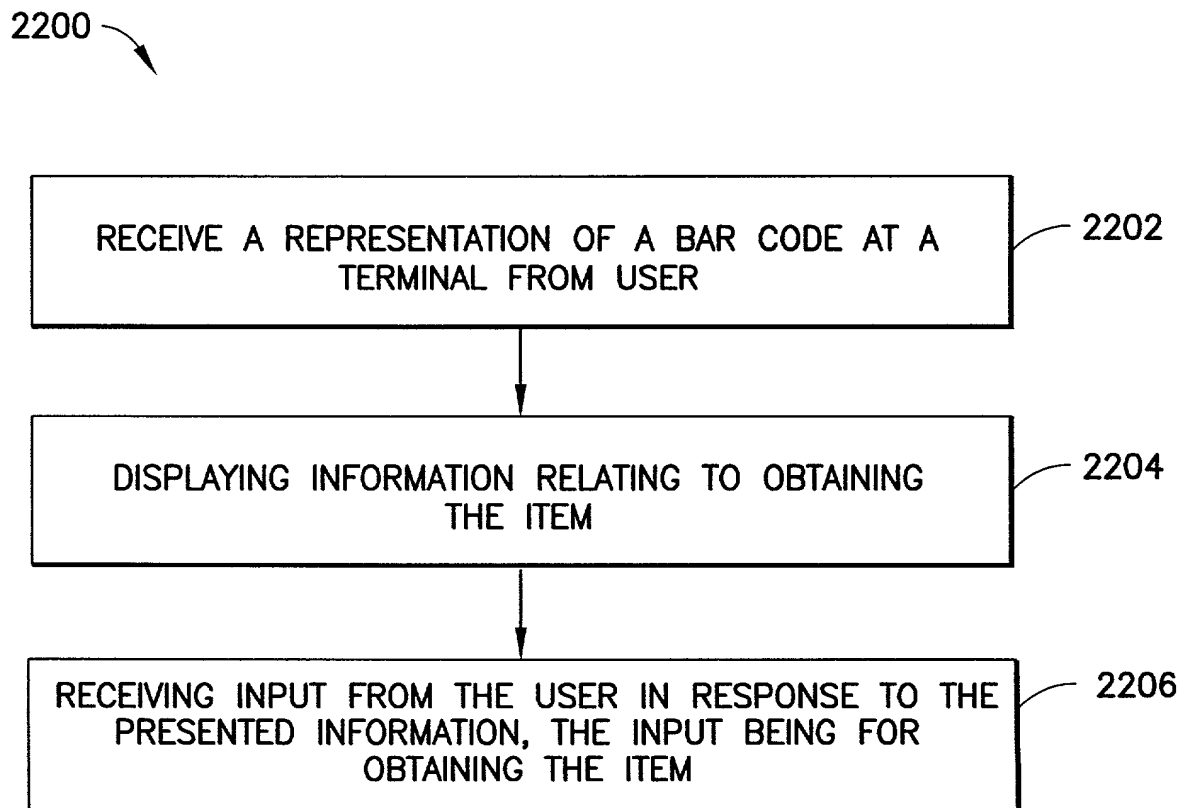 2200
RECEIVE A REPRESENTATION OF A BAR CODE AT A
TERMINAL FROM USER
2202
DISPLAYING INFORMATION RELATING TO OBTAINING
THE ITEM
2204
RECEIVING INPUT FROM THE USER IN RESPONSE TO THE
PRESENTED INFORMATION, THE INPUT BEING FOR
OBTAINING THE ITEM
2206